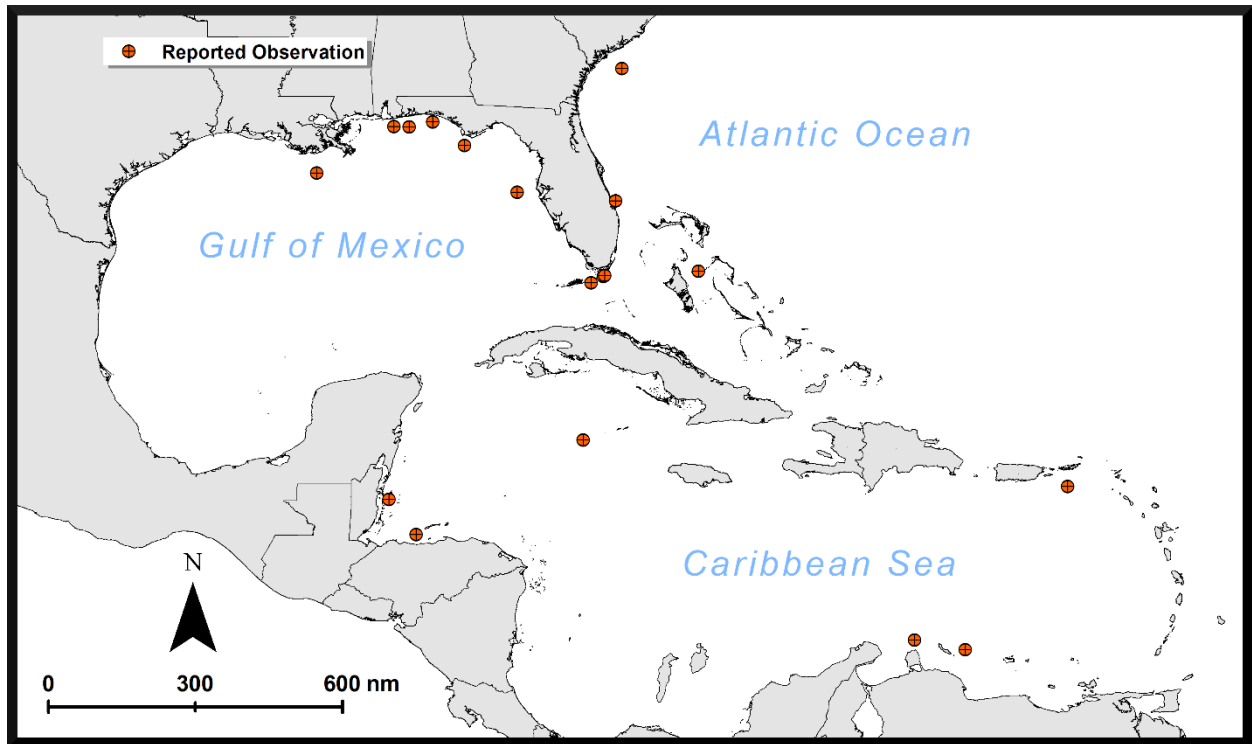 Reported Observation
Atlantic Ocean
Gulf of Mexico
Caribbean Sea
N
0 300 600 nm